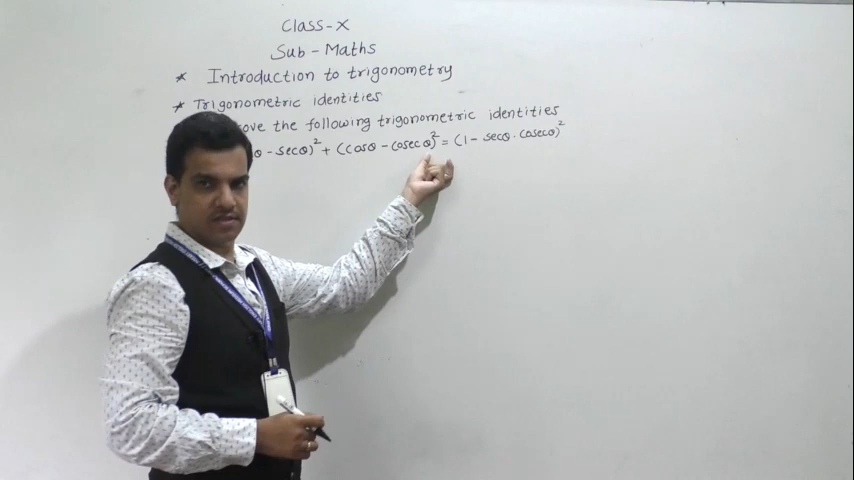 Class-X
Sub - Maths
* Introduction to trigonometry
* Trigonometric identities
the following trigonometric identities
θ - secθ)² + (cosθ - cosecθ)² = (1 - secθ.cosecθ)²